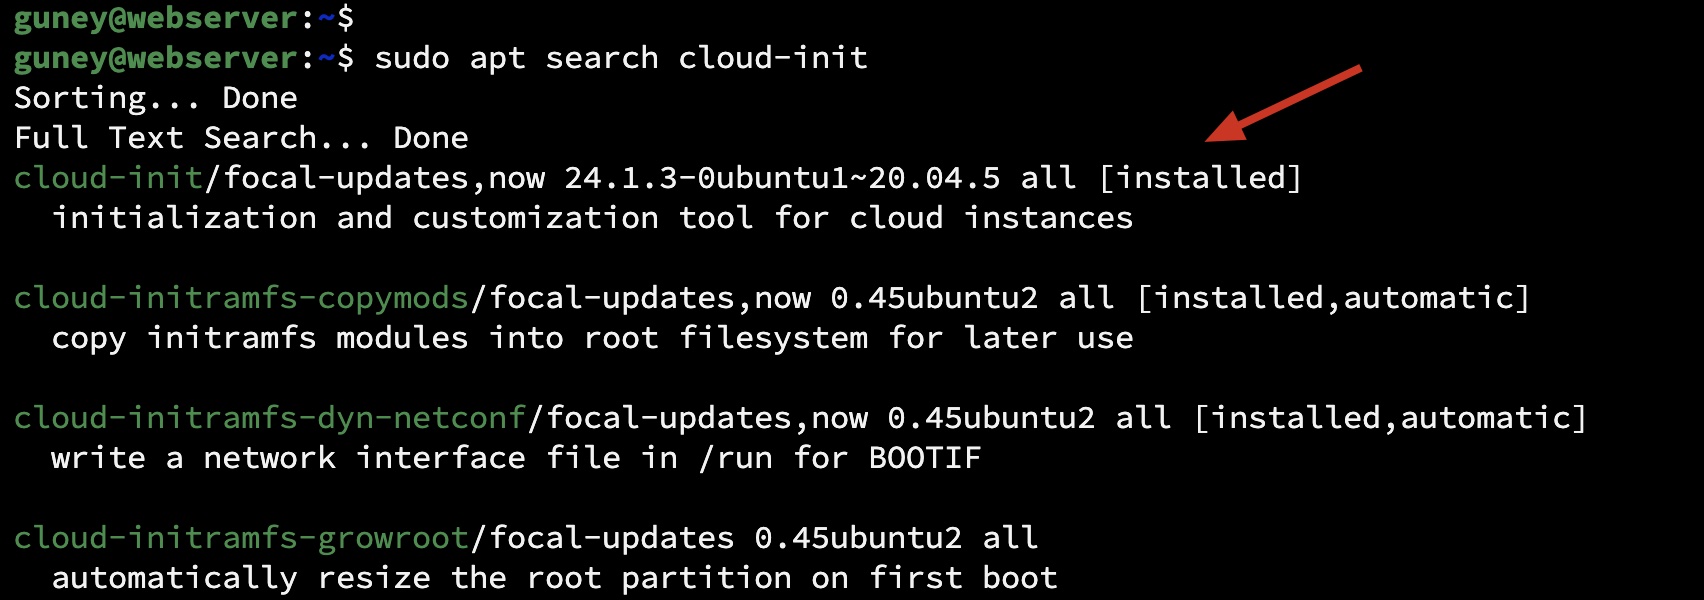 guney@webserver:~$
guney@webserver:~$ sudo apt search cloud-init
Sorting... Done
Full Text Search... Done
cloud-init/focal-updates,now 24.1.3-0ubuntu1~20.04.5 all [installed]
  initialization and customization tool for cloud instances

cloud-initramfs-copymods/focal-updates,now 0.45ubuntu2 all [installed,automatic]
  copy initramfs modules into root filesystem for later use

cloud-initramfs-dyn-netconf/focal-updates,now 0.45ubuntu2 all [installed,automatic]
  write a network interface file in /run for BOOTIF

cloud-initramfs-growroot/focal-updates 0.45ubuntu2 all
  automatically resize the root partition on first boot